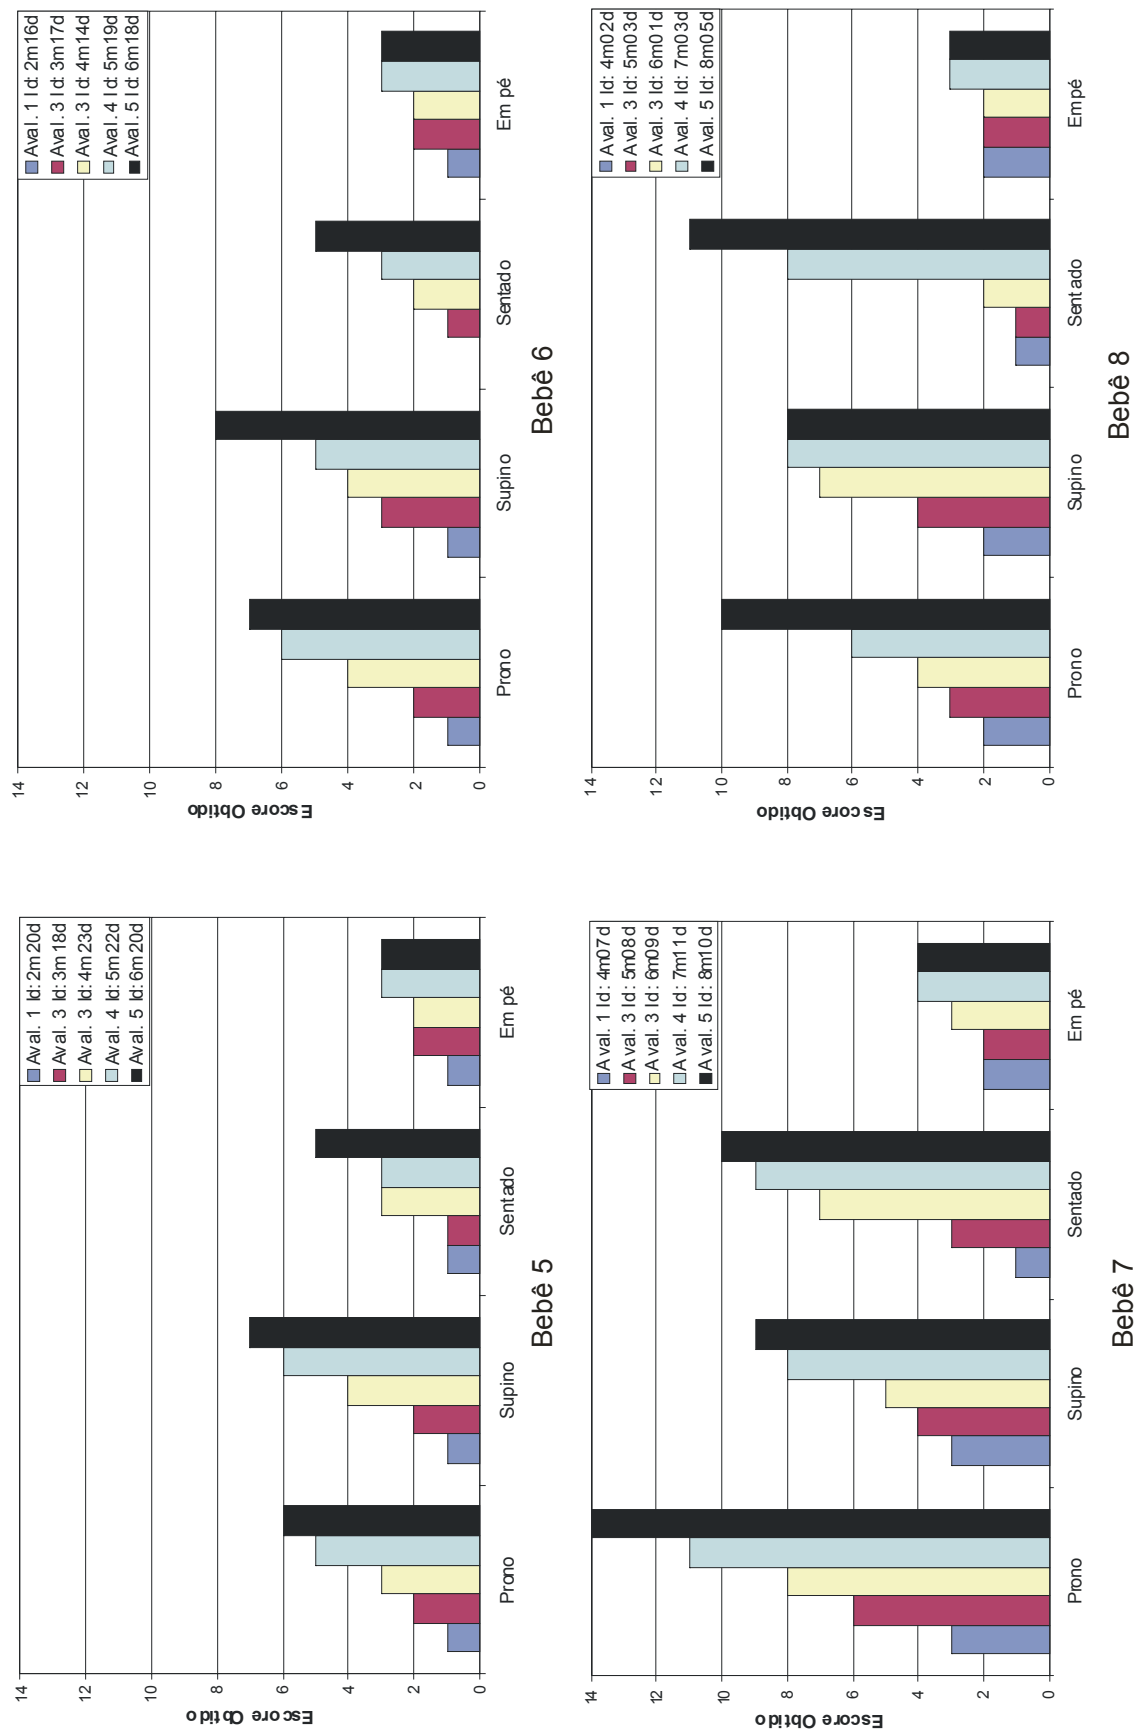 Escore Obtido
14
12
10
8
6
4
2
0
Prono
Supino
Sentado
Em pé
Aval. 1 Id: 2m20d
Aval. 3 Id: 3m18d
Aval. 3 Id: 4m23d
Aval. 4 Id: 5m22d
Aval. 5 Id: 6m20d
Bebê 5
Escore Obtido
14
12
10
8
6
4
2
0
Prono
Supino
Sentado
Em pé
Aval. 1 Id: 2m16d
Aval. 3 Id: 3m17d
Aval. 3 Id: 4m14d
Aval. 4 Id: 5m19d
Aval. 5 Id: 6m18d
Bebê 6
Escore Obtido
14
12
10
8
6
4
2
0
Prono
Supino
Sentado
Em pé
Aval. 1 Id: 4m07d
Aval. 3 Id: 5m08d
Aval. 3 Id: 6m09d
Aval. 4 Id: 7m11d
Aval. 5 Id: 8m10d
Bebê 7
Escore Obtido
14
12
10
8
6
4
2
0
Prono
Supino
Sentado
Em pé
Aval. 1 Id: 4m02d
Aval. 3 Id: 5m03d
Aval. 3 Id: 6m01d
Aval. 4 Id: 7m03d
Aval. 5 Id: 8m05d
Bebê 8